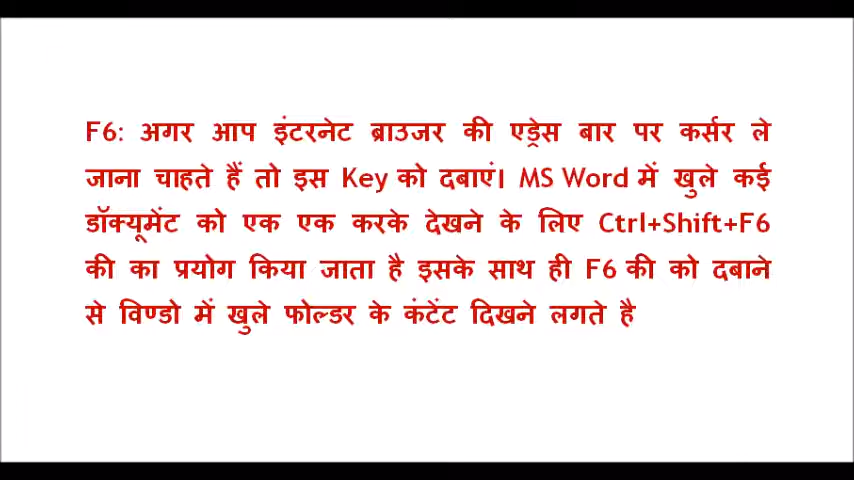 F6: अगर आप इंटरनेट ब्राउजर की एड्रेस बार पर कर्सर ले
जाना चाहते हैं तो इस Key को दबाएं। MS Word में खुले कई
डॉक्यूमेंट को एक एक करके देखने के लिए Ctrl+Shift+F6
की का प्रयोग किया जाता है इसके साथ ही F6 की को दबाने
से विण्डो में खुले फोल्डर के कंटेंट दिखने लगते है